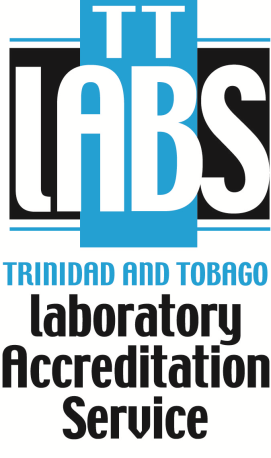 TT
LABS
TRINIDAD AND TOBAGO
laboratory
Accreditation
Service